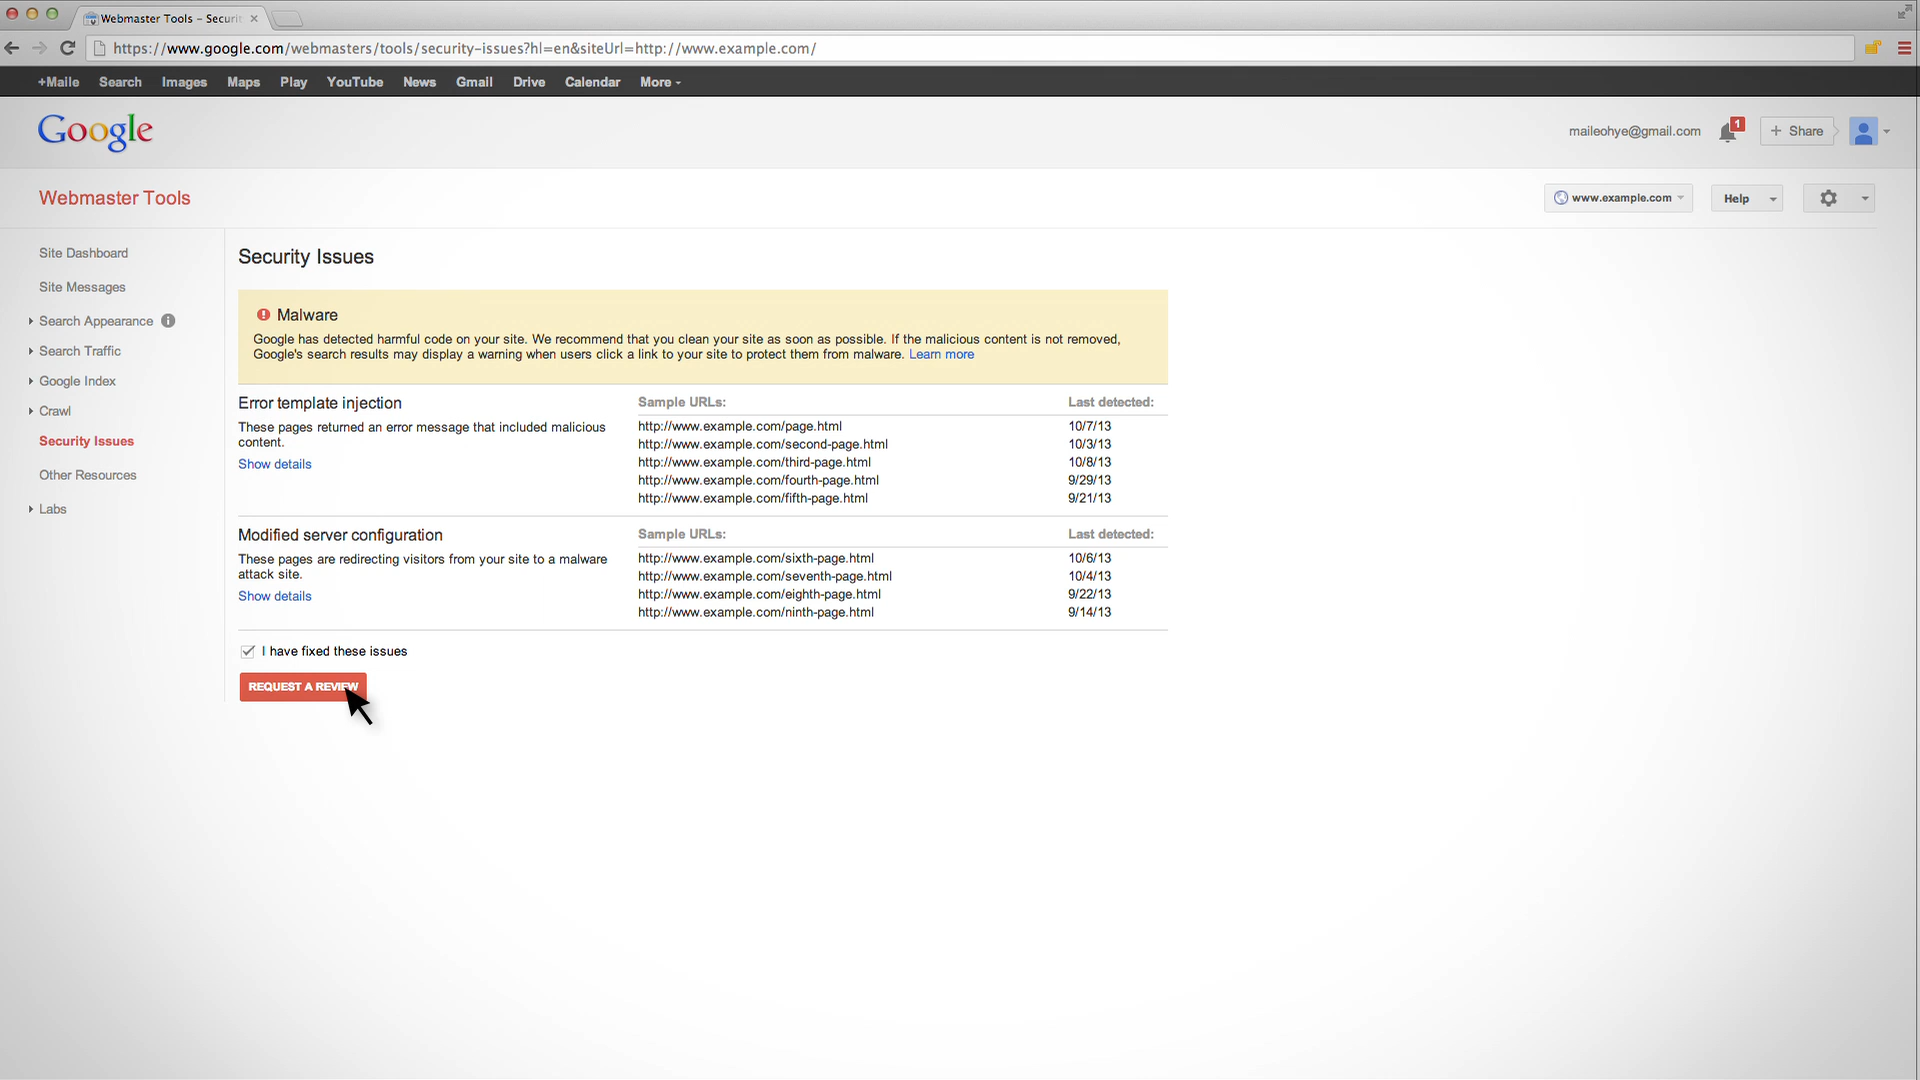 Webmaster Tools – Securi
https://www.google.com/webmasters/tools/security-issues?hl=en&siteUrl=http://www.example.com/
+Maile Search Images Maps Play YouTube News Gmail Drive Calendar More
Google
maileohye@gmail.com 1 + Share
Webmaster Tools
www.example.com Help
Site Dashboard
Site Messages
Search Appearance i
Search Traffic
Google Index
Crawl
Security Issues
Other Resources
Labs
Security Issues
Malware
Google has detected harmful code on your site. We recommend that you clean your site as soon as possible. If the malicious content is not removed,
Google's search results may display a warning when users click a link to your site to protect them from malware. Learn more
Error template injection
These pages returned an error message that included malicious
content.
Show details
Sample URLs: Last detected:
http://www.example.com/page.html 10/7/13
http://www.example.com/second-page.html 10/3/13
http://www.example.com/third-page.html 10/8/13
http://www.example.com/fourth-page.html 9/29/13
http://www.example.com/fifth-page.html 9/21/13
Modified server configuration
These pages are redirecting visitors from your site to a malware
attack site.
Show details
Sample URLs: Last detected:
http://www.example.com/sixth-page.html 10/6/13
http://www.example.com/seventh-page.html 10/4/13
http://www.example.com/eighth-page.html 9/22/13
http://www.example.com/ninth-page.html 9/14/13
I have fixed these issues
REQUEST A REVIEW